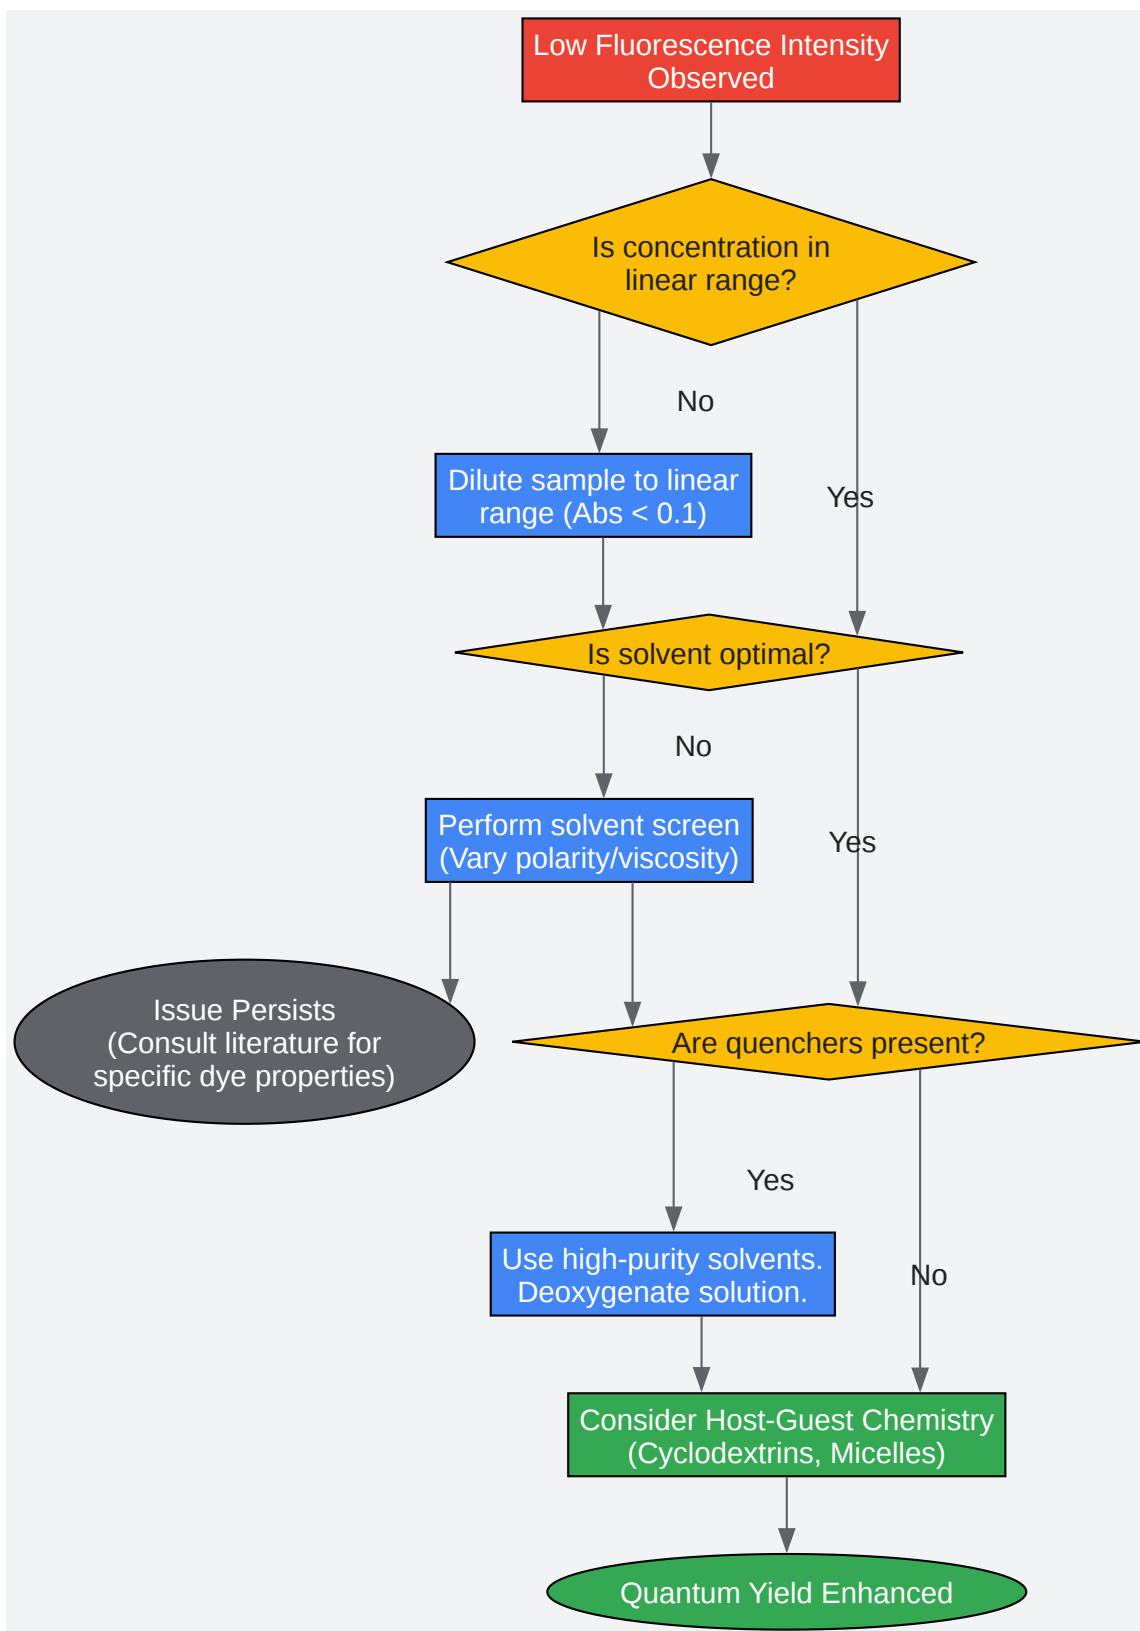 Low Fluorescence Intensity
Observed
Is concentration in
linear range?
No
Dilute sample to linear
range (Abs < 0.1)
Yes
Is solvent optimal?
No
Perform solvent screen
(Vary polarity/viscosity)
Yes
Issue Persists
(Consult literature for
specific dye properties)
Are quenchers present?
Yes
Use high-purity solvents.
Deoxygenate solution.
No
Consider Host-Guest Chemistry
(Cyclodextrins, Micelles)
Quantum Yield Enhanced